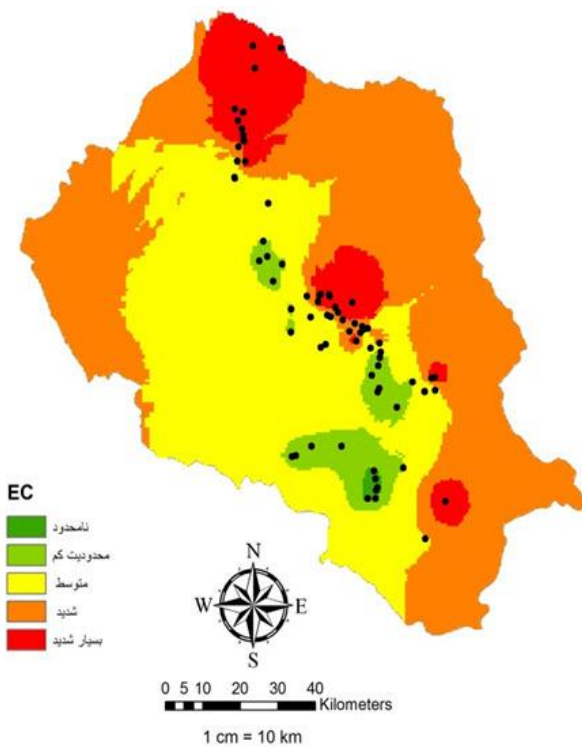 EC
نامحدود
محدودیت کم
متوسط
شدید
بسیار شدید
N
W E
S
0 5 10 20 30 40
Kilometers
1 cm = 10 km